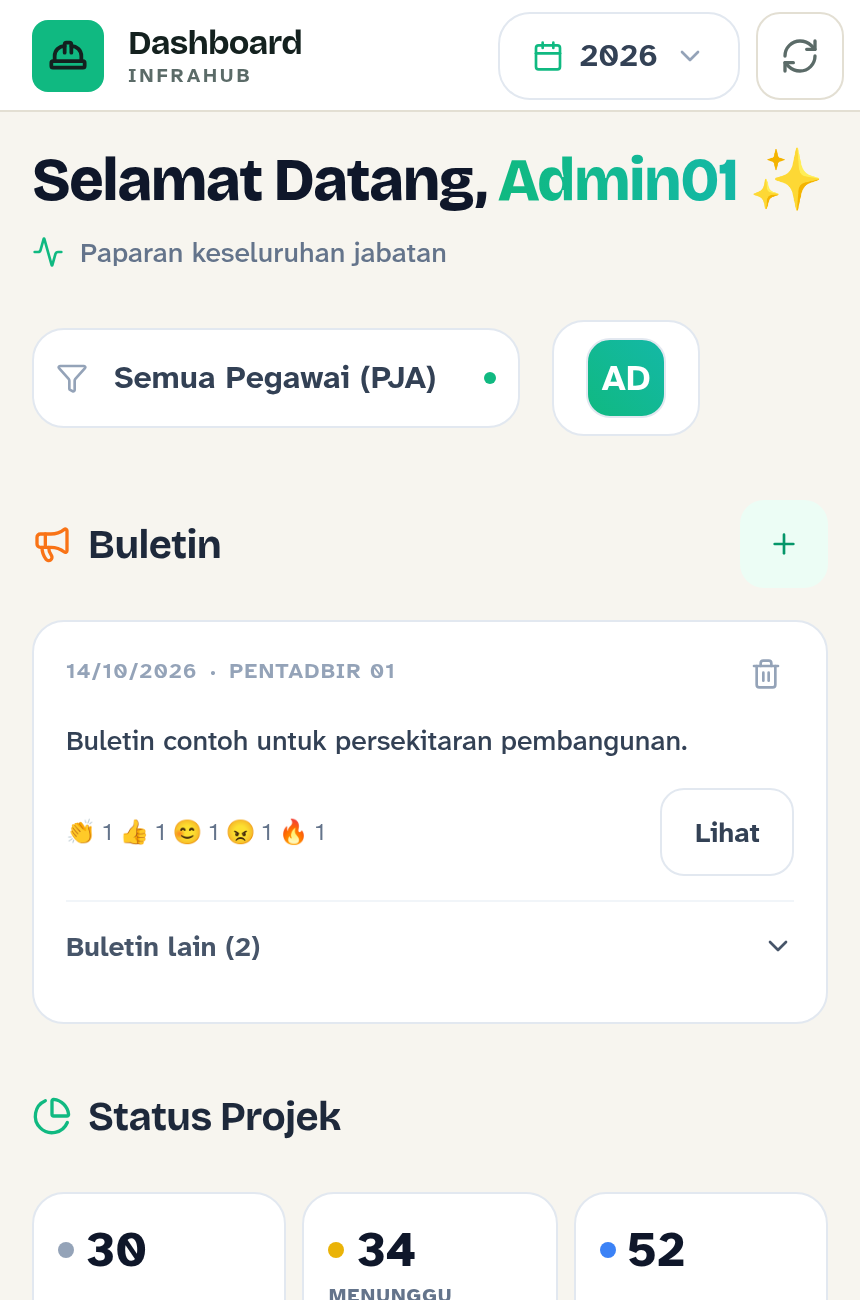 Dashboard
INFRAHUB
2026
Selamat Datang, Admin01 ✨
Paparan keseluruhan jabatan
Semua Pegawai (PJA)
AD
Buletin
14/10/2026 · PENTADBIR 01
Buletin contoh untuk persekitaran pembangunan.
👏 1 👍 1 😊 1 😠 1 🔥 1
Lihat
Buletin lain (2)
Status Projek
30
34
52
MENUNGGU